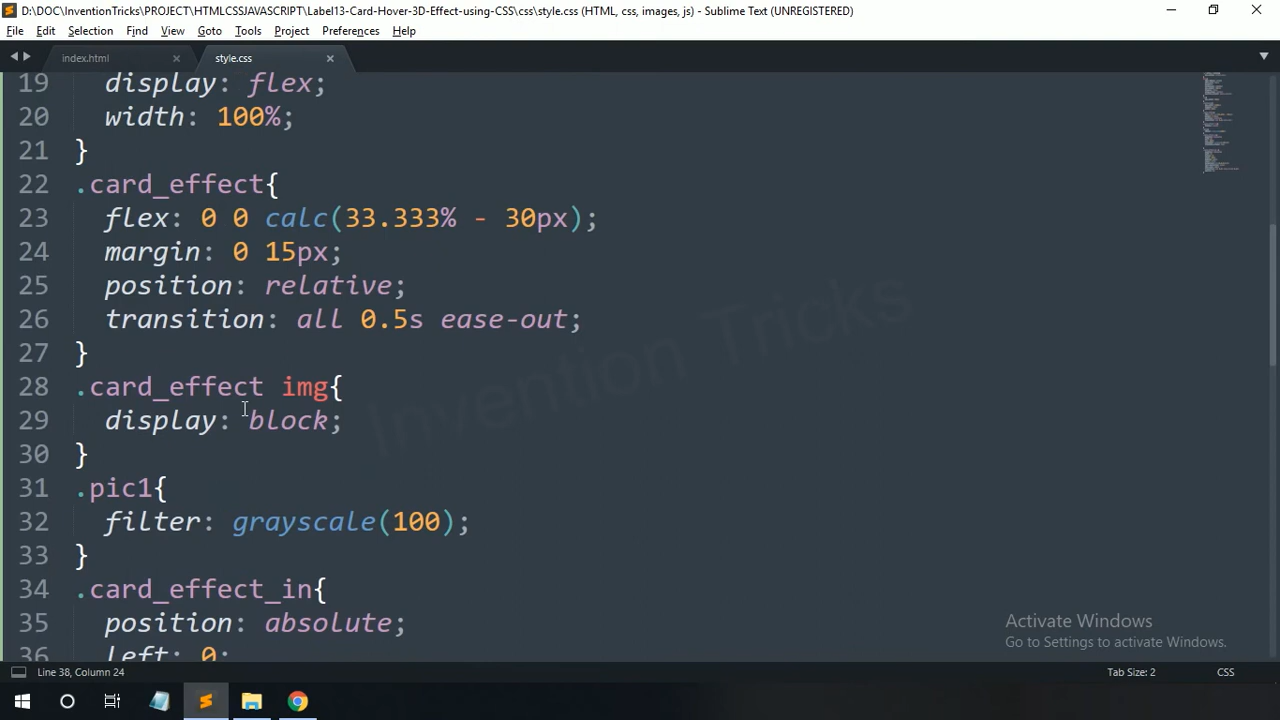 D:\DOC\InventionTricks\PROJECT\HTMLCSSJAVASCRIPT\Label13-Card-Hover-3D-Effect-using-CSS\css\style.css (HTML, css, images, js) - Sublime Text (UNREGISTERED)
File Edit Selection Find View Goto Tools Project Preferences Help
index.html style.css
19 display: flex;
20 width: 100%;
21 }
22 .card_effect{
23 flex: 0 0 calc(33.333% - 30px);
24 margin: 0 15px;
25 position: relative;
26 transition: all 0.5s ease-out;
27 }
28 .card_effect img{
29 display: block;
30 }
31 .pic1{
32 filter: grayscale(100);
33 }
34 .card_effect_in{
35 position: absolute;
36 left: 0;
Invention Tricks
Activate Windows
Go to Settings to activate Windows.
Line 38, Column 24 Tab Size: 2 CSS